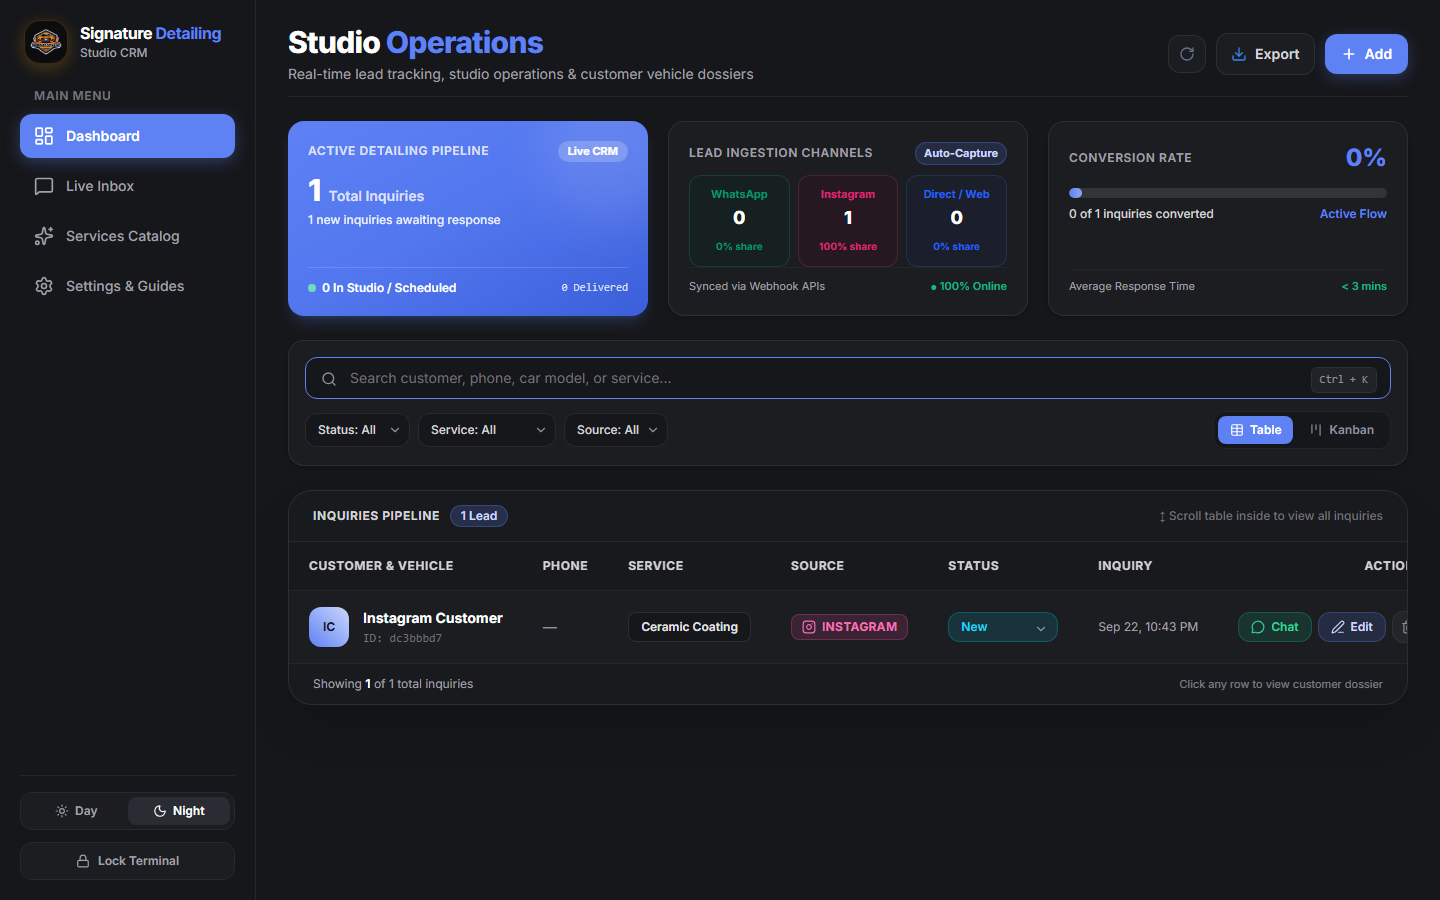 Signature Detailing
Studio CRM
MAIN MENU
Dashboard
Live Inbox
Services Catalog
Settings & Guides
Day
Night
Lock Terminal
Studio Operations
Real-time lead tracking, studio operations & customer vehicle dossiers
Export
Add
ACTIVE DETAILING PIPELINE
Live CRM
1 Total Inquiries
1 new inquiries awaiting response
0 In Studio / Scheduled
0 Delivered
LEAD INGESTION CHANNELS
Auto-Capture
WhatsApp
0
0% share
Instagram
1
100% share
Direct / Web
0
0% share
Synced via Webhook APIs
● 100% Online
CONVERSION RATE
0%
0 of 1 inquiries converted
Active Flow
Average Response Time
< 3 mins
Search customer, phone, car model, or service...
Ctrl + K
Status: All
Service: All
Source: All
Table
Kanban
INQUIRIES PIPELINE
1 Lead
↕ Scroll table inside to view all inquiries
CUSTOMER & VEHICLE
PHONE
SERVICE
SOURCE
STATUS
INQUIRY
IC
Instagram Customer
ID: dc3bbbd7
—
Ceramic Coating
INSTAGRAM
New
Sep 22, 10:43 PM
Chat
Edit
Showing 1 of 1 total inquiries
Click any row to view customer dossier